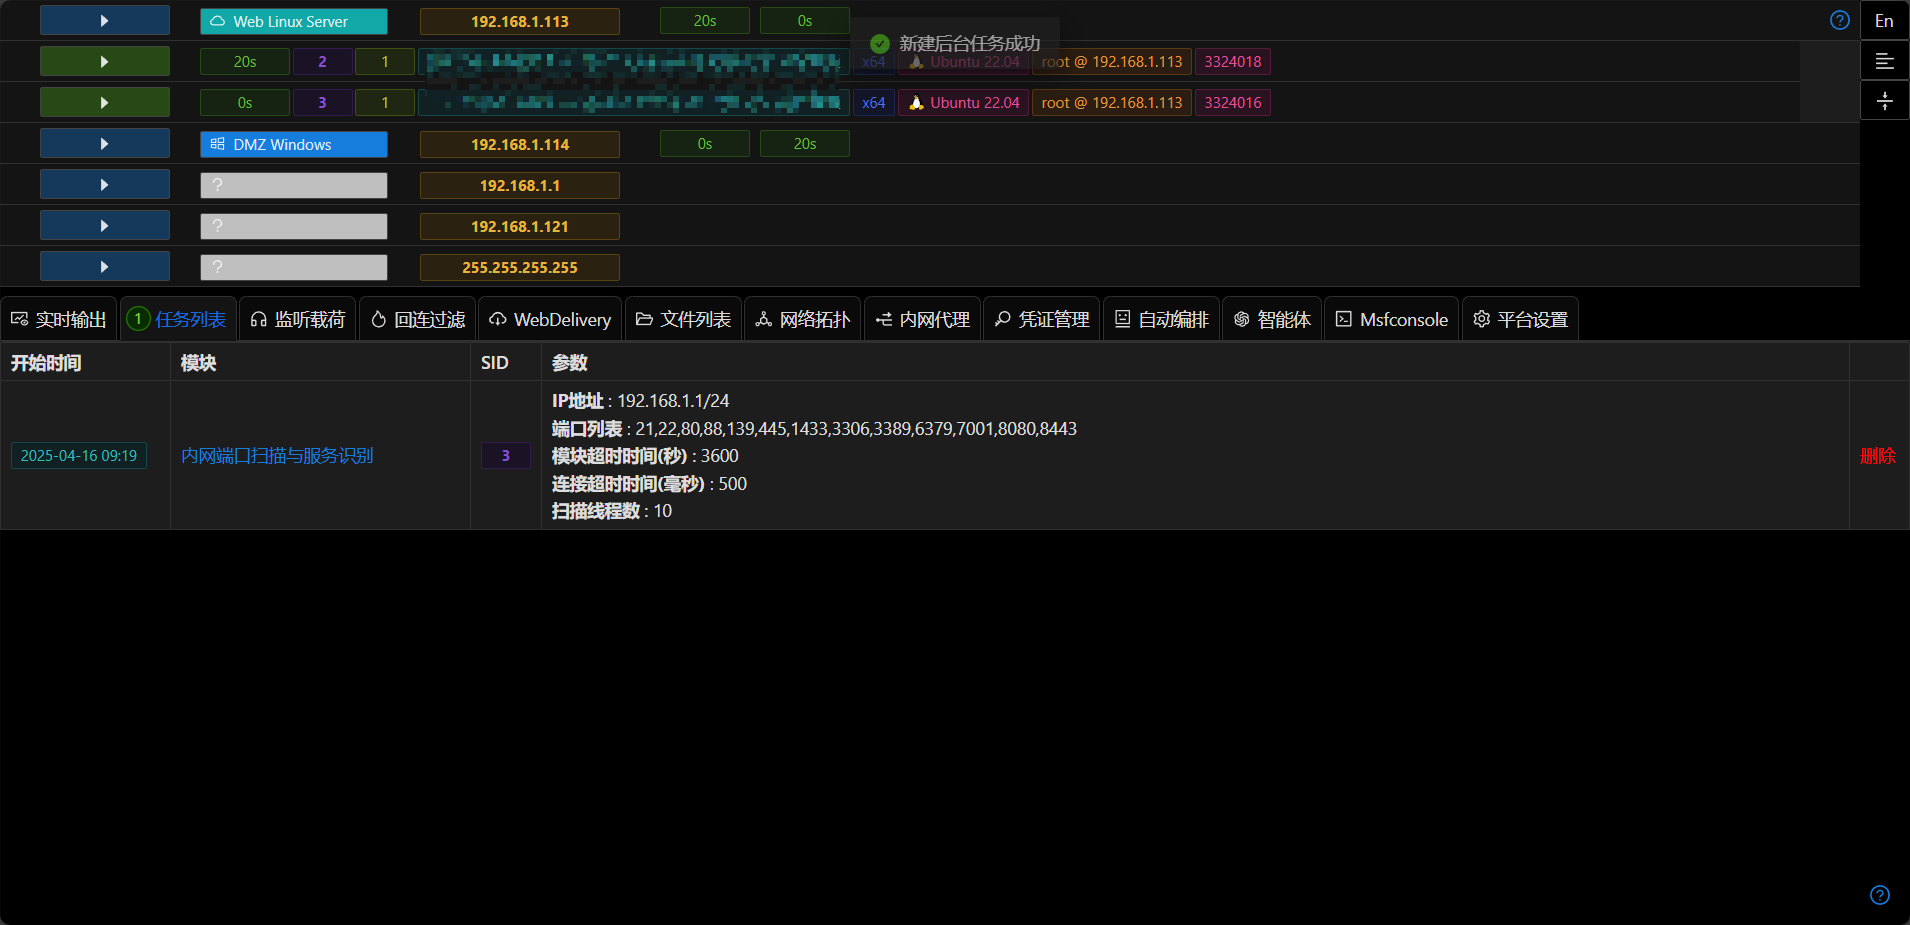 Web Linux Server 192.168.1.113 20s 0s En
新建后台任务成功
20s 2 1 x64 Ubuntu 22.04 root @ 192.168.1.113 3324018
0s 3 1 x64 Ubuntu 22.04 root @ 192.168.1.113 3324016
DMZ Windows 192.168.1.114 0s 20s
? 192.168.1.1
? 192.168.1.121
? 255.255.255.255
实时输出 1 任务列表 监听载荷 回连过滤 WebDelivery 文件列表 网络拓扑 内网代理 凭证管理 自动编排 智能体 Msfconsole 平台设置
开始时间 模块 SID 参数
IP地址 : 192.168.1.1/24
端口列表 : 21,22,80,88,139,445,1433,3306,3389,6379,7001,8080,8443
2025-04-16 09:19 内网端口扫描与服务识别 3 模块超时时间(秒) : 3600 删除
连接超时时间(毫秒) : 500
扫描线程数 : 10